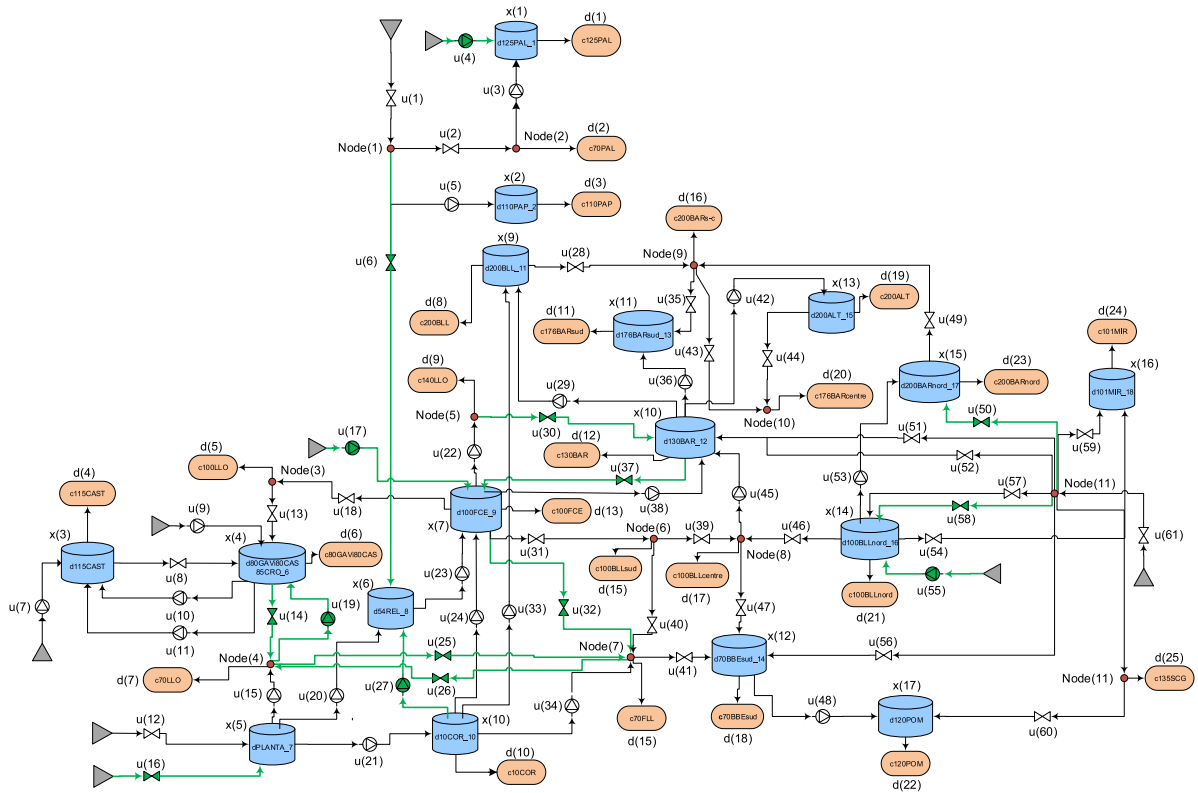 x(1)
d(1)
d125PAL_1
c125PAL
u(4)
u(3)
u(1)
u(2)
Node(2)
d(2)
Node(1)
c70PAL
x(2)
d(3)
u(5)
d110PAP_2
c110PAP
d(16)
c200BARs-c
x(9)
u(28)
Node(9)
u(6)
d200BLL_11
u(42)
x(13)
d(19)
c200ALT
d(8)
c200BLL
d(11)
x(11)
u(35)
c176BARsud
d176BARsud_13
d200ALT_15
u(49)
d(24)
c101MIR
u(43)
u(44)
d(9)
c140LLO
u(36)
d(20)
c176BARcentre
x(15)
d(23)
d200BARnord_17
c200BARnord
x(16)
d101MIR_18
u(29)
Node(5)
u(30)
x(10)
Node(10)
u(50)
d130BAR_12
u(51)
u(59)
u(17)
d(12)
c130BAR
u(22)
u(52)
d(5)
c100LLO
Node(3)
u(37)
u(53)
u(57)
Node(11)
d(4)
c115CAST
u(18)
d100FCE_9
u(38)
u(45)
x(7)
c100FCE
d(13)
u(9)
u(13)
x(14)
u(58)
x(3)
x(4)
d(6)
u(31)
Node(6)
u(39)
u(46)
d100BLLnord_16
u(54)
u(61)
d115CAST
u(8)
d80GAVi80CAS
85CRO_6
c80GAVi80CAS
c100BLLsud
d(15)
Node(8)
c100BLLcentre
d(17)
u(55)
u(7)
u(10)
u(11)
u(14)
u(19)
x(6)
u(23)
d54REL_8
u(24)
u(33)
u(32)
u(40)
u(47)
c100BLLnord
d(21)
Node(4)
u(25)
Node(7)
x(12)
d70BBEsud_14
u(56)
d(7)
c70LLO
u(26)
u(41)
Node(11)
d(25)
c135SCG
u(15)
u(20)
u(27)
u(34)
c70FLL
d(15)
c70BBEsud
d(18)
u(48)
x(17)
d120POM
u(60)
u(12)
x(5)
dPLANTA_7
u(21)
x(10)
d10COR_10
u(16)
d(10)
c10COR
c120POM
d(22)